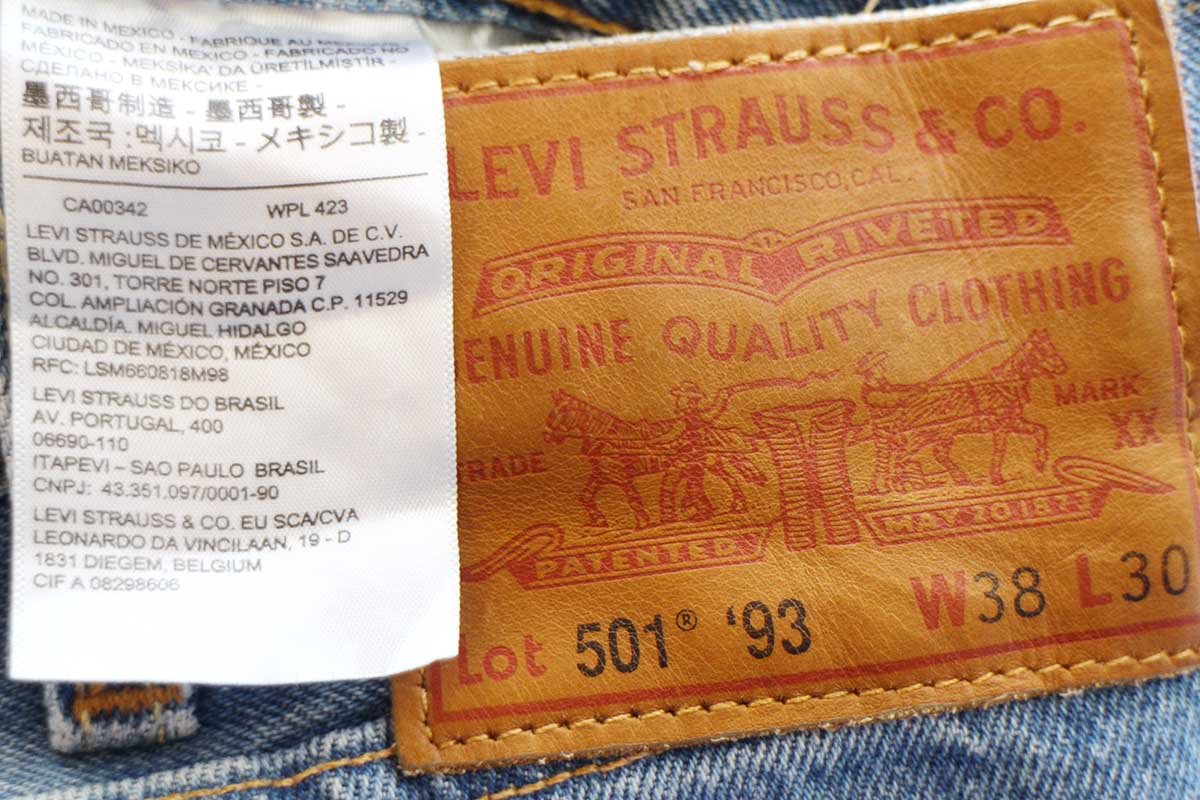 MADE IN MEXICO - FABRIQUE AU MEXIQUE
FABRICADO EN MEXICO - FABRICADO NO
MÉXICO - MEKSİKA' DA ÜRETİLMİSTİR -
СДЕЛАНО В МЕКСИКЕ -
墨西哥制造 - 墨西哥製 -
제조국 :멕시코 - メキシコ製 -
BUATAN MEKSIKO
CA00342 WPL 423
LEVI STRAUSS DE MÉXICO S.A. DE C.V.
BLVD. MIGUEL DE CERVANTES SAAVEDRA
NO. 301, TORRE NORTE PISO 7
COL. AMPLIACIÓN GRANADA C.P. 11529
ALCALDÍA. MIGUEL HIDALGO
CIUDAD DE MÉXICO, MÉXICO
RFC: LSM660818M98
LEVI STRAUSS DO BRASIL
AV. PORTUGAL, 400
06690-110
ITAPEVI – SAO PAULO BRASIL
CNPJ: 43.351.097/0001-90
LEVI STRAUSS & CO. EU SCA/CVA
LEONARDO DA VINCILAAN, 19 - D
1831 DIEGEM, BELGIUM
CIF A 08298606
LEVI STRAUSS & CO.
SAN FRANCISCO, CAL.
ORIGINAL RIVETED
ENUINE QUALITY CLOTHING
TRADE MARK
XX
PATENTED MAY 20 1873
Lot 501® '93 W38 L30